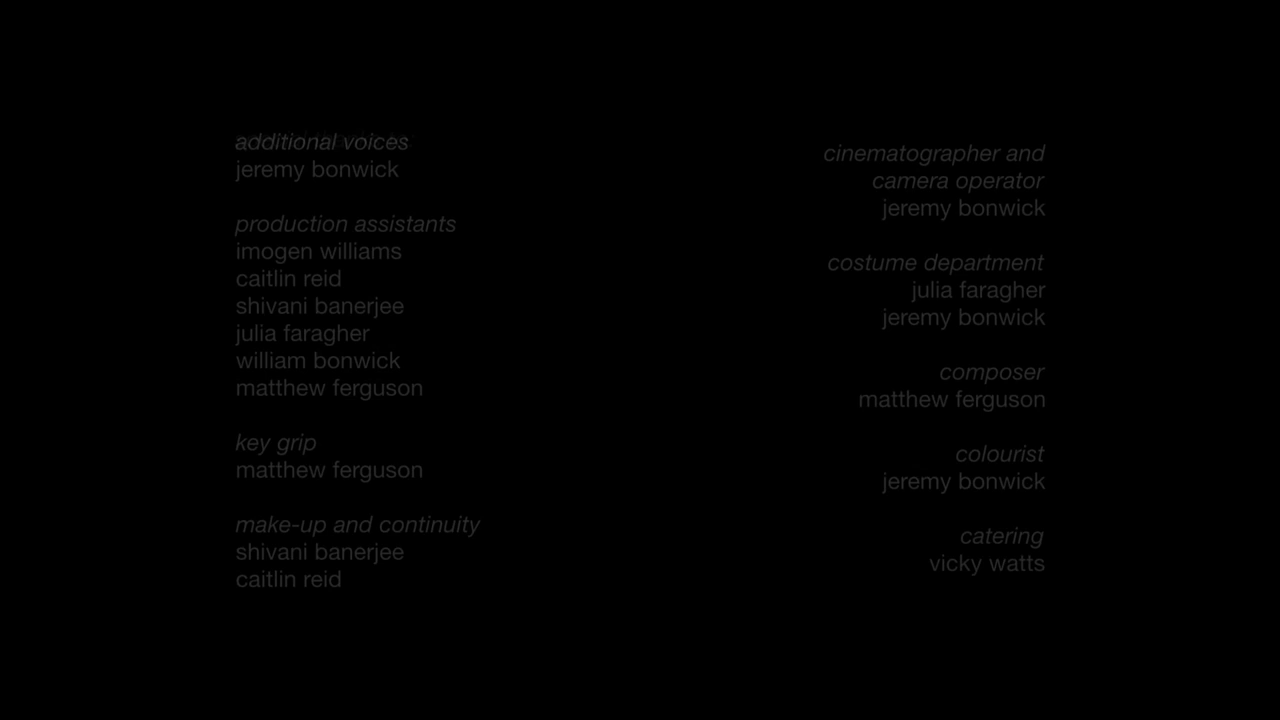 additional voices
jeremy bonwick
production assistants
imogen williams
caitlin reid
shivani banerjee
julia faragher
william bonwick
matthew ferguson
key grip
matthew ferguson
make-up and continuity
shivani banerjee
caitlin reid
cinematographer and
camera operator
jeremy bonwick
costume department
julia faragher
jeremy bonwick
composer
matthew ferguson
colourist
jeremy bonwick
catering
vicky watts